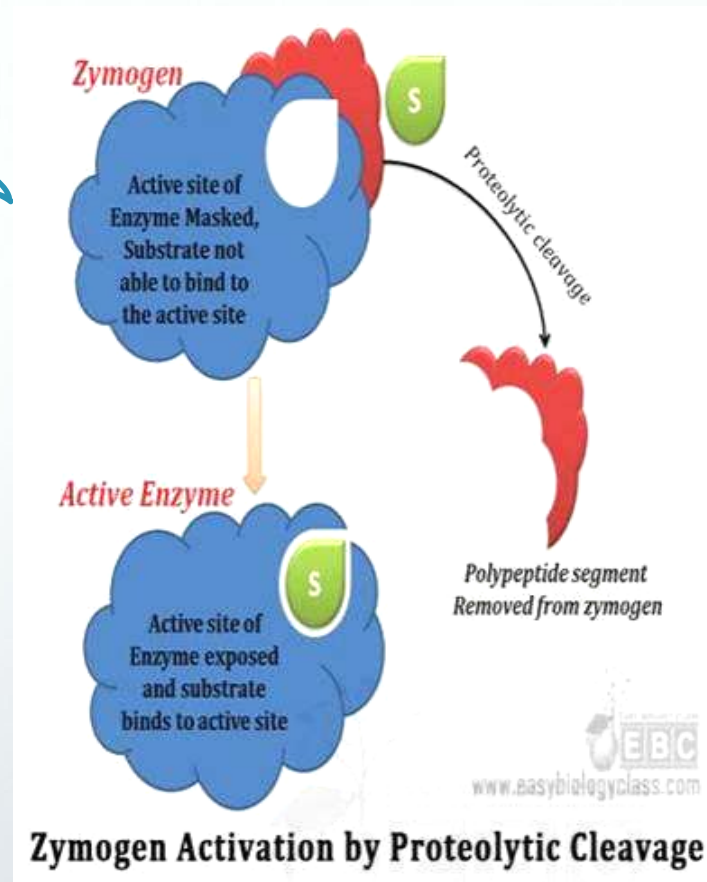 Zymogen
S
Active site of
Enzyme Masked,
Substrate not
able to bind to
the active site
Proteolytic cleavage
Active Enzyme
S
Active site of
Enzyme exposed
and substrate
binds to active site
Polypeptide segment
Removed from zymogen
EBC
www.easybiologyclass.com
Zymogen Activation by Proteolytic Cleavage